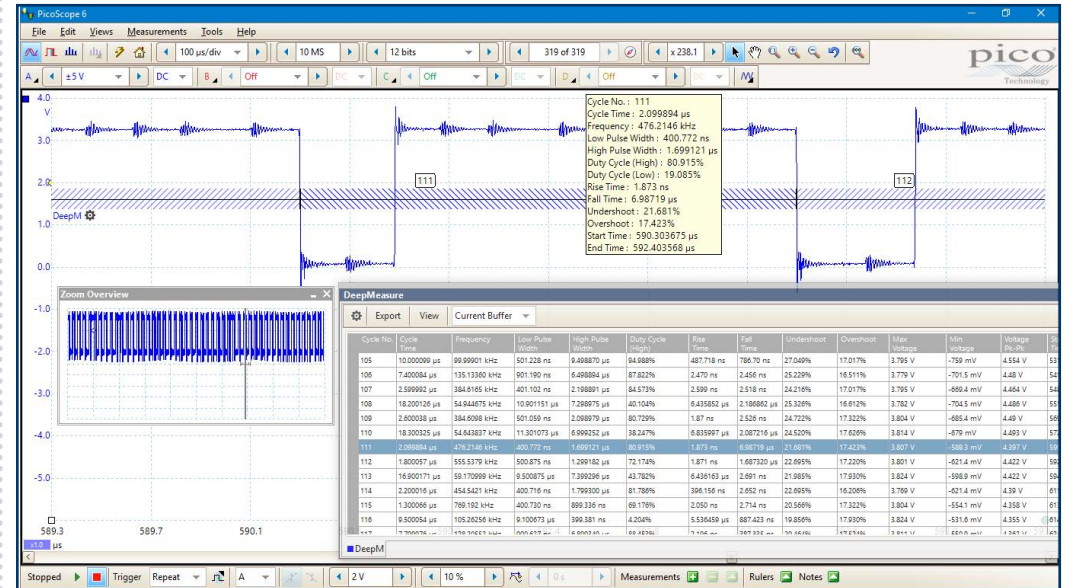 PicoScope 6
File Edit Views Measurements Tools Help
100 µs/div 10 MS 12 bits 319 of 319 x 238.1
pico
Technology
A ±5 V DC B Off DC C Off DC D Off DC
4.0
V
3.0
2.0
1.0
0.0
-1.0
-2.0
-3.0
-4.0
-5.0
DeepM
111
112
Cycle No. : 111
Cycle Time : 2.099894 µs
Frequency : 476.2146 kHz
Low Pulse Width : 400.772 ns
High Pulse Width : 1.699121 µs
Duty Cycle (High) : 80.915%
Duty Cycle (Low) : 19.085%
Rise Time : 1.873 ns
Fall Time : 6.98719 µs
Undershoot : 21.681%
Overshoot : 17.423%
Start Time : 590.303675 µs
End Time : 592.403568 µs
Zoom Overview
DeepMeasure
Export View Current Buffer
Cycle No. Cycle Time Frequency Low Pulse Width High Pulse Width Duty Cycle (High) Rise Time Fall Time Undershoot Overshoot Max Voltage Min Voltage Voltage Pk-Pk
105 10.000099 µs 99.99901 kHz 501.228 ns 9.498870 µs 94.988% 487.718 ns 786.70 ns 27.049% 17.017% 3.795 V -759 mV 4.554 V
106 7.400084 µs 135.13360 kHz 901.190 ns 6.498894 µs 87.822% 2.470 ns 2.456 ns 25.229% 16.511% 3.779 V -701.5 mV 4.48 V
107 2.599992 µs 384.6165 kHz 401.102 ns 2.198891 µs 84.573% 2.599 ns 2.518 ns 24.216% 17.017% 3.795 V -669.4 mV 4.464 V
108 18.200126 µs 54.944675 kHz 10.901151 µs 7.298975 µs 40.104% 6.435852 µs 2.186862 µs 25.326% 16.612% 3.782 V -704.5 mV 4.486 V
109 2.600038 µs 384.6098 kHz 501.059 ns 2.098979 µs 80.729% 1.87 ns 2.526 ns 24.722% 17.322% 3.804 V -685.4 mV 4.49 V
110 18.300325 µs 54.643837 kHz 11.301073 µs 6.999252 µs 38.247% 6.835997 µs 2.087216 µs 24.520% 17.626% 3.814 V -679 mV 4.493 V
111 2.099894 µs 476.2146 kHz 400.772 ns 1.699121 µs 80.915% 1.873 ns 6.98719 µs 21.681% 17.423% 3.807 V -589.3 mV 4.397 V
112 1.800057 µs 555.5379 kHz 500.875 ns 1.299182 µs 72.174% 1.871 ns 1.687320 µs 22.695% 17.220% 3.801 V -621.4 mV 4.422 V
113 16.900171 µs 59.170999 kHz 9.500875 µs 7.399296 µs 43.782% 6.436163 µs 2.691 ns 21.985% 17.930% 3.824 V -598.9 mV 4.422 V
114 2.200016 µs 454.5421 kHz 400.716 ns 1.799300 µs 81.786% 396.156 ns 2.652 ns 22.695% 16.206% 3.769 V -621.4 mV 4.39 V
115 1.300066 µs 769.192 kHz 400.730 ns 899.336 ns 69.176% 2.050 ns 2.714 ns 20.566% 17.322% 3.804 V -554.1 mV 4.358 V
116 9.500054 µs 105.26256 kHz 9.100673 µs 399.381 ns 4.204% 5.536459 µs 887.423 ns 19.856% 17.930% 3.824 V -531.6 mV 4.355 V
DeepM
589.3 589.7 590.1
x1.0 µs
Stopped Trigger Repeat A 2 V 10 % 0 s Measurements Rulers Notes